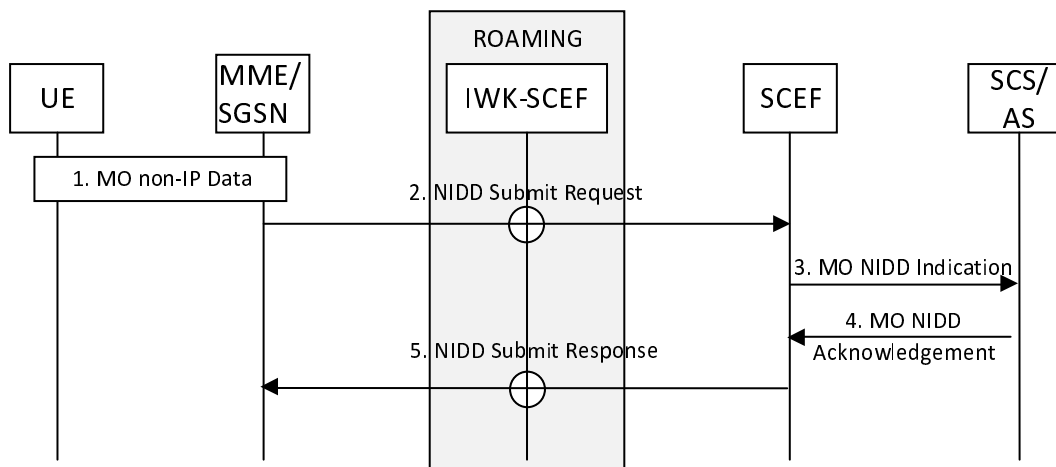 ROAMING
UE
MME/
SGSN
IWK-SCEF
SCEF
SCS/
AS
1. MO non-IP Data
2. NIDD Submit Request
3. MO NIDD Indication
4. MO NIDD
Acknowledgement
5. NIDD Submit Response